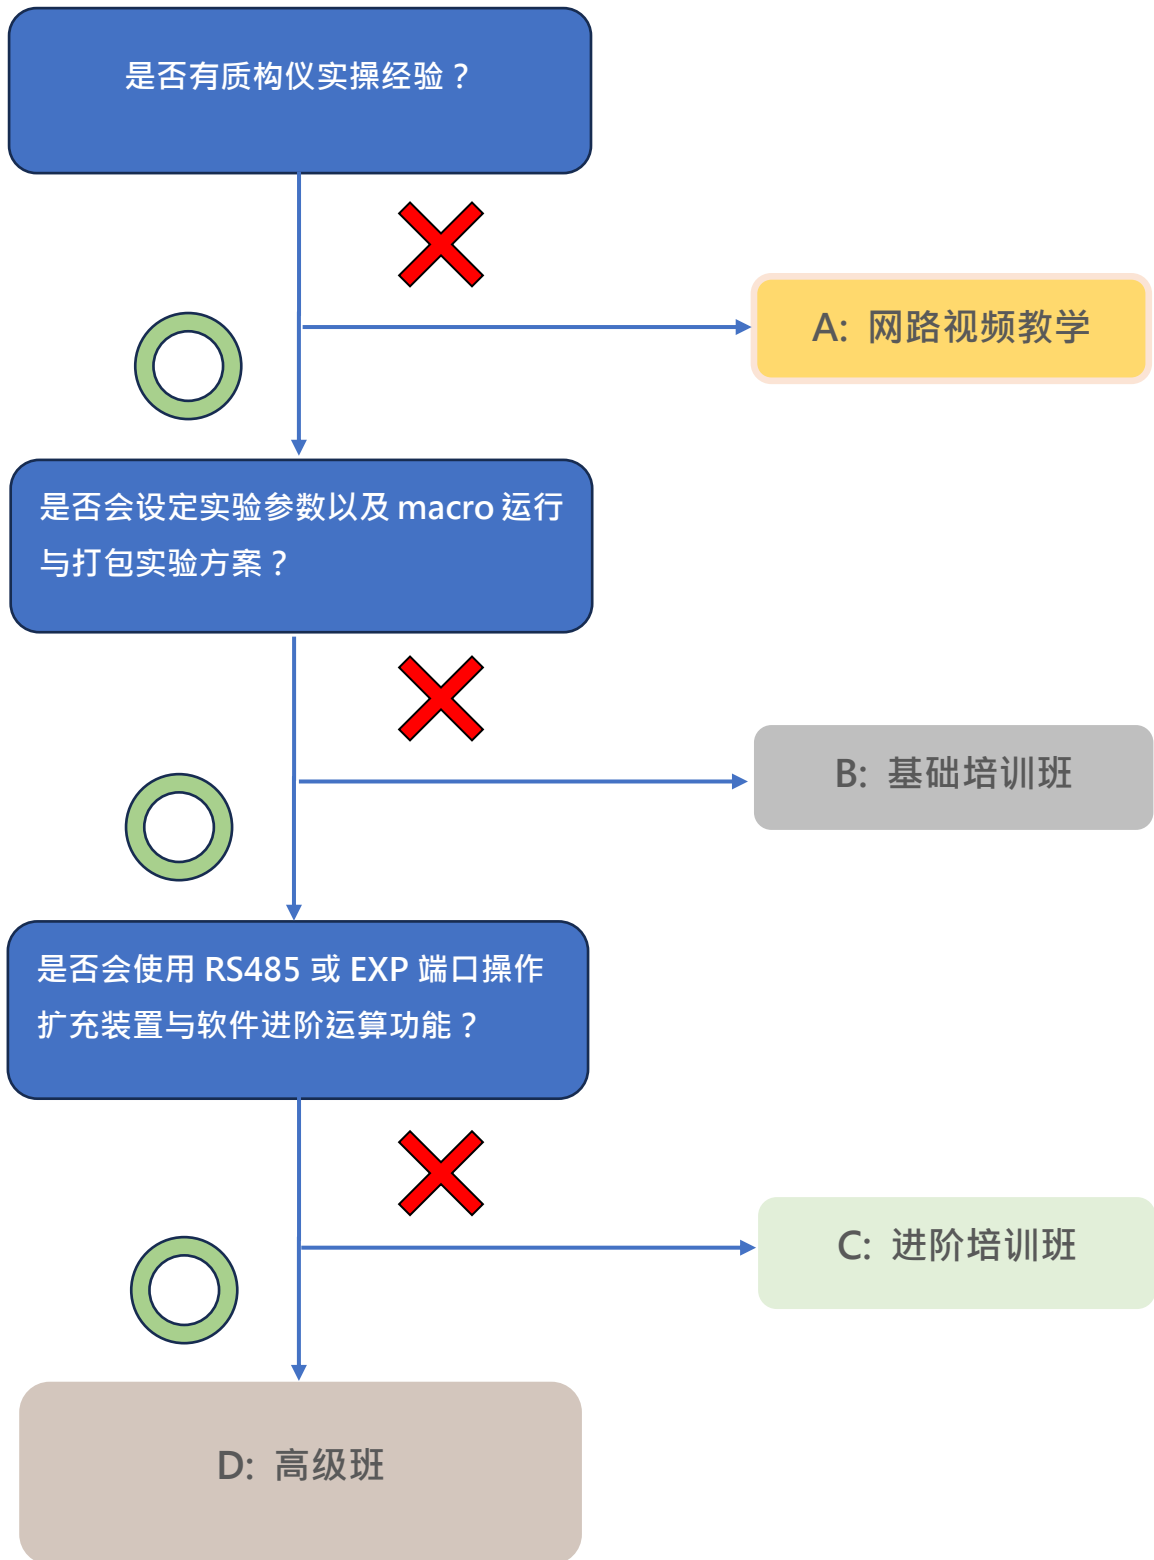 是否有质构仪实操经验？
A: 网路视频教学
是否会设定实验参数以及 macro 运行
与打包实验方案？
B: 基础培训班
是否会使用 RS485 或 EXP 端口操作
扩充装置与软件进阶运算功能？
C: 进阶培训班
D: 高级班